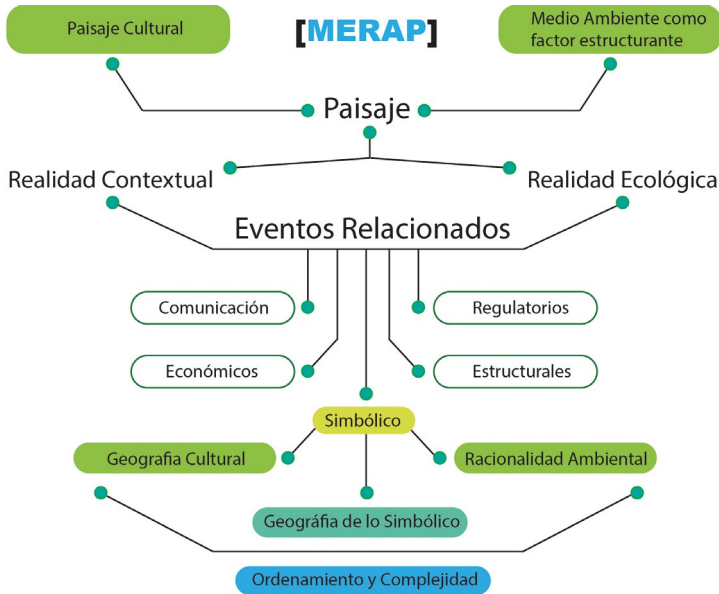 Paisaje Cultural
[MERAP]
Medio Ambiente como
factor estructurante
Paisaje
Realidad Contextual
Realidad Ecológica
Eventos Relacionados
Comunicación
Regulatorios
Económicos
Estructurales
Simbólico
Geografia Cultural
Racionalidad Ambiental
Geográfia de lo Simbólico
Ordenamiento y Complejidad